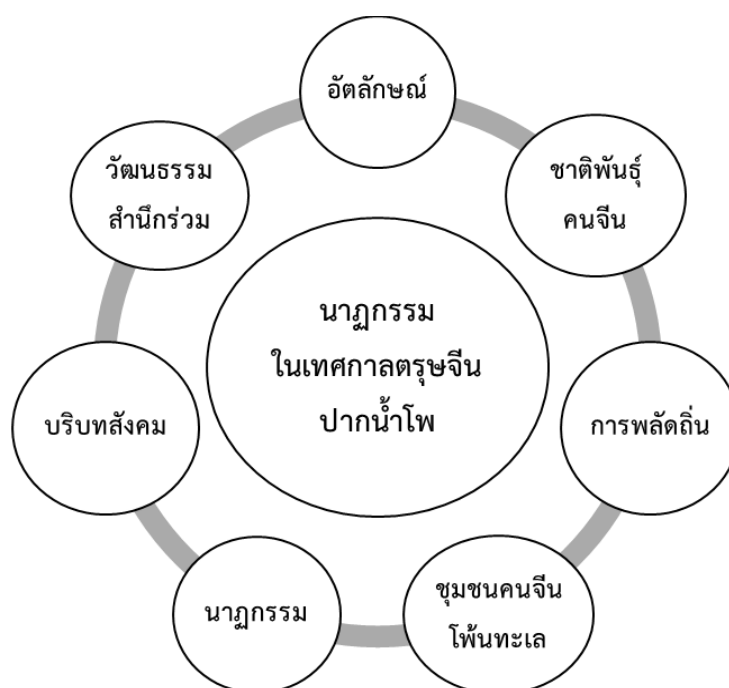 อัตลักษณ์
ชาติพันธุ์
คนจีน
การพลัดถิ่น
ชุมชนคนจีน
โพ้นทะเล
นาฏกรรม
บริบทสังคม
วัฒนธรรม
สำนึกร่วม
นาฏกรรม
ในเทศกาลตรุษจีน
ปากน้ำโพ